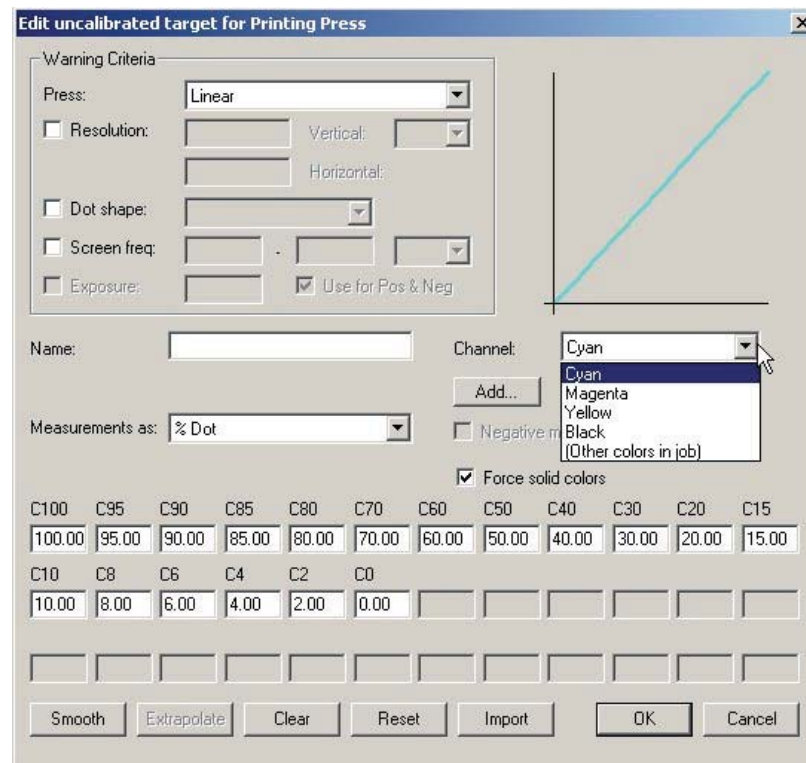 Edit uncalibrated target for Printing Press
Warning Criteria
Press: Linear
Resolution: Vertical:
Horizontal:
Dot shape:
Screen freq: .
Exposure: Use for Pos & Neg
Name: Channel: Cyan
Cyan
Add... Magenta
Yellow
Measurements as: % Dot Negative m Black
(Other colors in job)
Force solid colors
C100 C95 C90 C85 C80 C70 C60 C50 C40 C30 C20 C15
100.00 95.00 90.00 85.00 80.00 70.00 60.00 50.00 40.00 30.00 20.00 15.00
C10 C8 C6 C4 C2 C0
10.00 8.00 6.00 4.00 2.00 0.00
Smooth Extrapolate Clear Reset Import OK Cancel